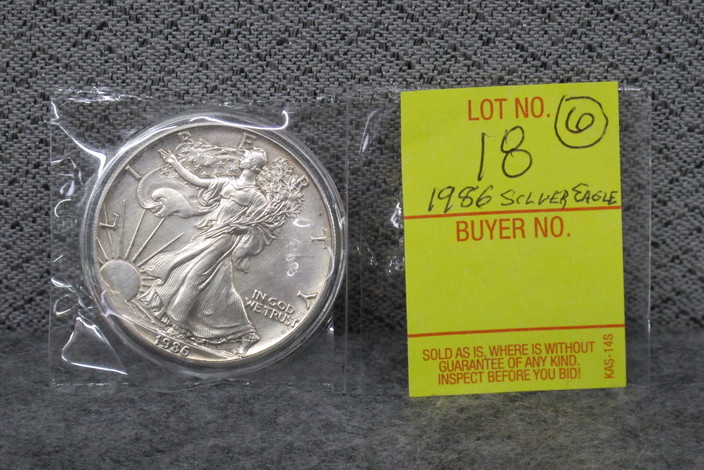 LIBERTY
IN GOD
WE TRUST
1986
LOT NO. 6
18
1986 SILVER EAGLE
BUYER NO.
SOLD AS IS, WHERE IS WITHOUT
GUARANTEE OF ANY KIND.
INSPECT BEFORE YOU BID!
KAS-14S